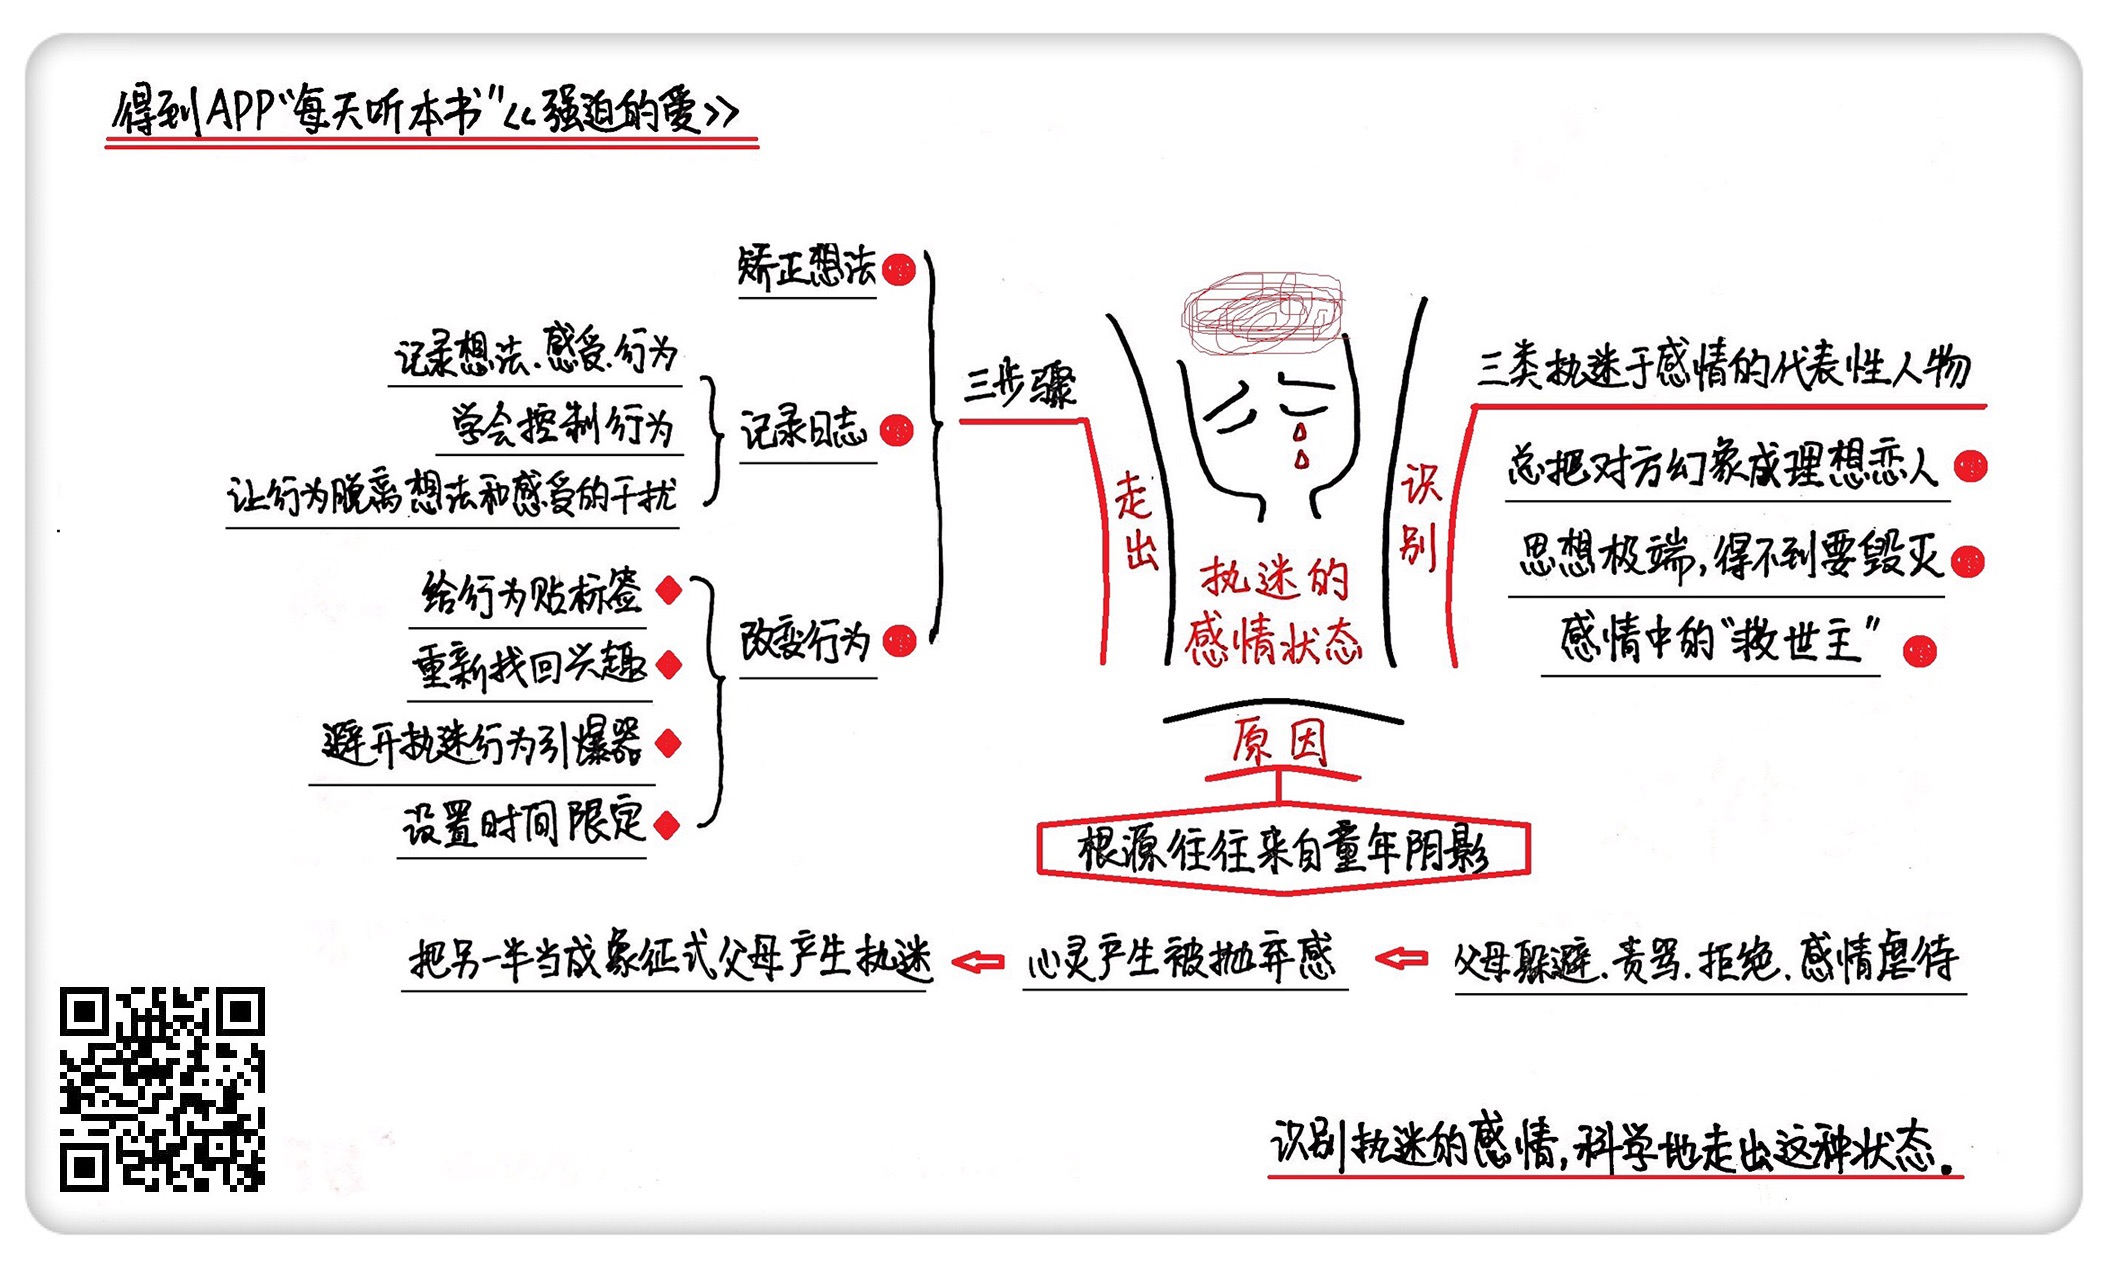 得到APP“每天听本书”《强迫的爱》
矫正想法
记录想法、感受、行为
学会控制行为
让行为脱离想法和感受的干扰
记录日志
给行为贴标签
重新找回兴趣
避开执迷行为引爆器
设置时间限定
改变行为
三步骤
走出
执迷的
感情状态
识别
三类执迷于感情的代表性人物
总把对方幻象成理想恋人
思想极端,得不到要毁灭
感情中的“救世主”
原因
根源往往来自童年阴影
把另一半当成象征式父母产生执迷
心灵产生被抛弃感
父母躲避、责骂、拒绝、感情虐待
识别执迷的感情,科学地走出这种状态.